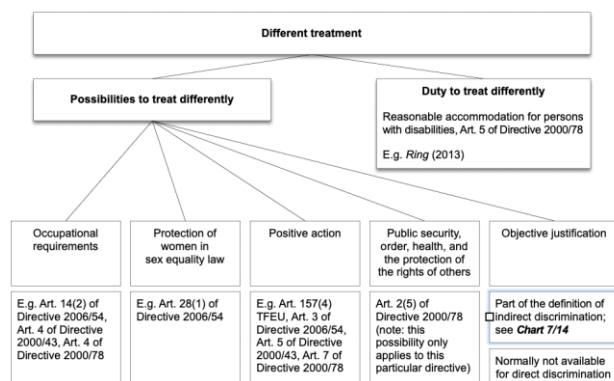 Different treatment
Possibilities to treat differently
Duty to treat differently
Reasonable accommodation for persons
with disabilities, Art. 5 of Directive 2000/78
E.g. Ring (2013)
Occupational
requirements
Protection of
women in
sex equality law
Positive action
Public security,
order, health, and
the protection of
the rights of others
Objective justification
E.g. Art. 14(2) of
Directive 2006/54,
Art. 4 of Directive
2000/43, Art. 4 of
Directive 2000/78
E.g. Art. 28(1) of
Directive 2006/54
E.g. Art. 157(4)
TFEU, Art. 3 of
Directive 2006/54,
Art. 5 of Directive
2000/43, Art. 7 of
Directive 2000/78
Art. 2(5) of
Directive 2000/78
(note: this
possibility only
applies to this
particular directive)
Part of the definition of
indirect discrimination;
see Chart 7/14
Normally not available
for direct discrimination